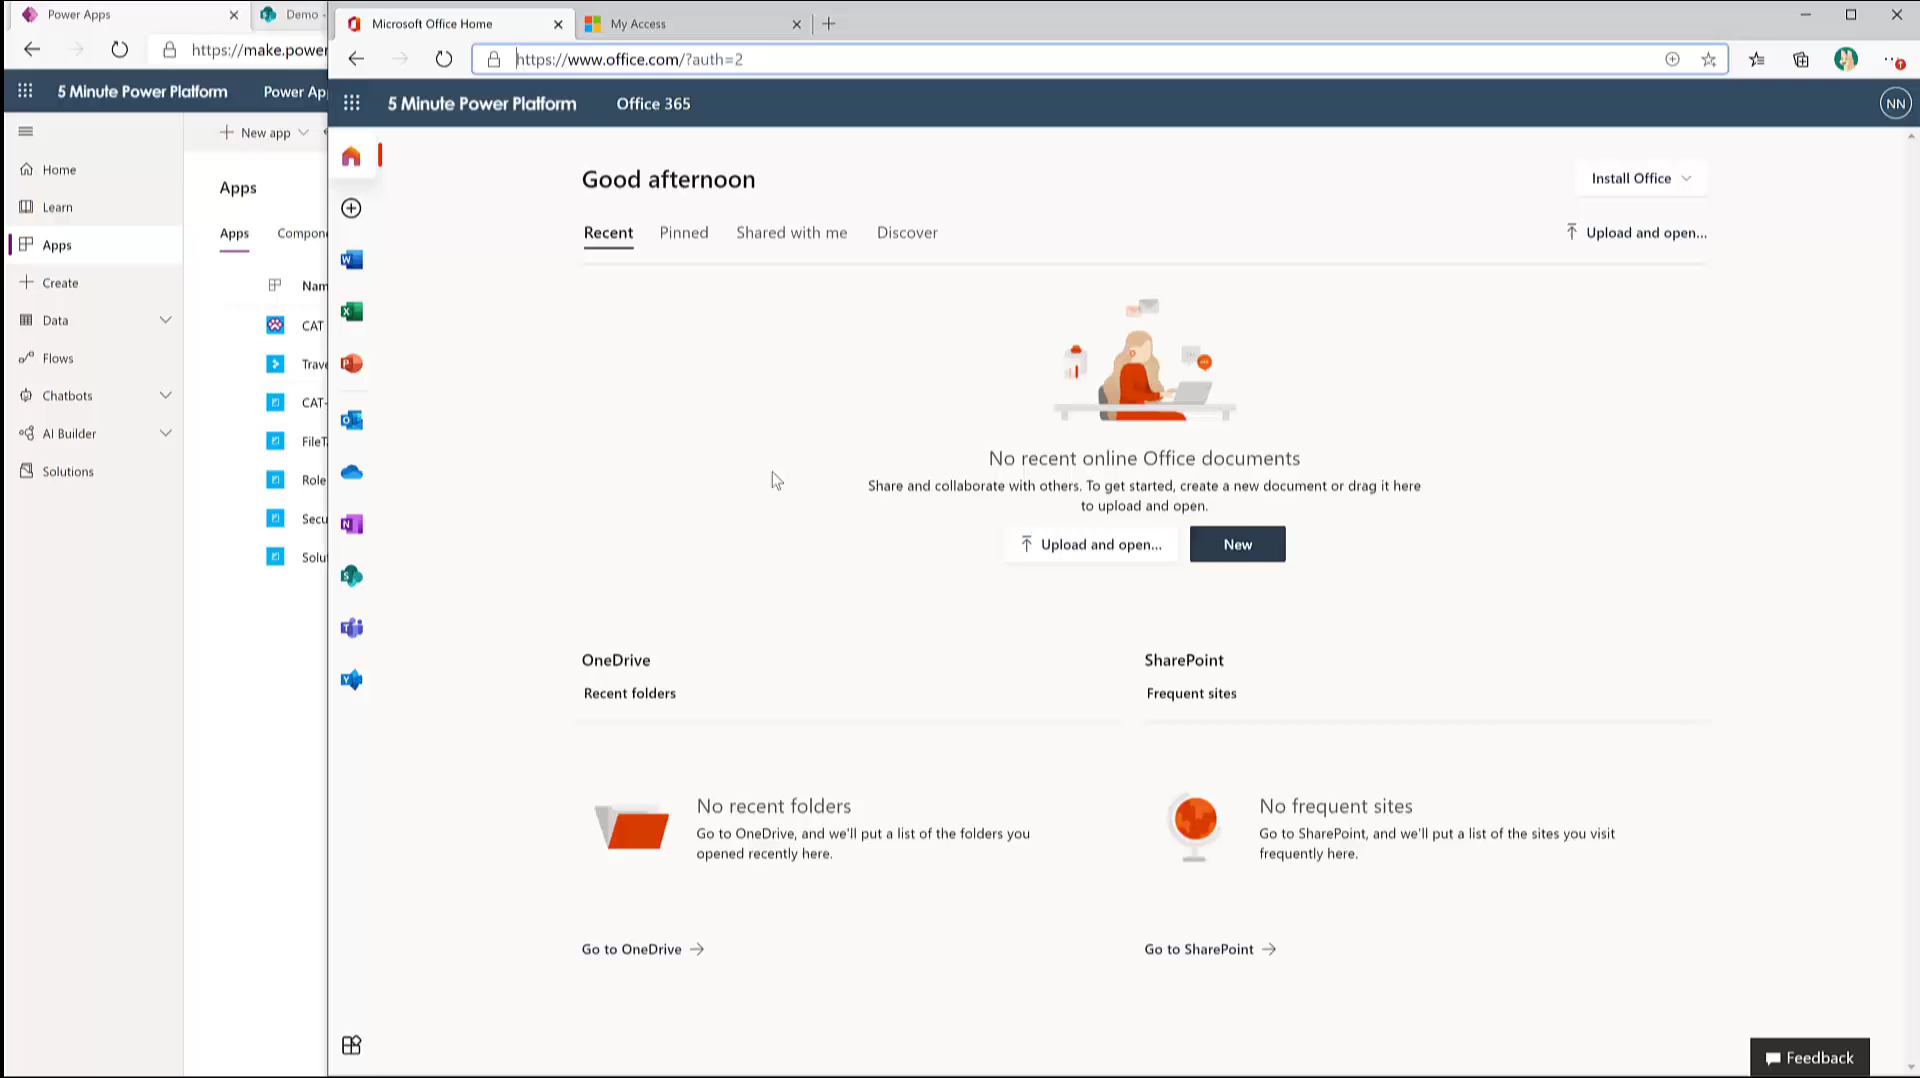 Power Apps
Demo -
https://make.power
5 Minute Power Platform
Power Ap
Home
Learn
Apps
Create
Data
Flows
Chatbots
AI Builder
Solutions
New app
Apps
Apps
Compon
Nam
CAT
Trave
CAT-
FileT
Role
Secu
Solut
Microsoft Office Home
My Access
https://www.office.com/?auth=2
5 Minute Power Platform
Office 365
NN
Good afternoon
Install Office
Recent
Pinned
Shared with me
Discover
Upload and open...
No recent online Office documents
Share and collaborate with others. To get started, create a new document or drag it here
to upload and open.
Upload and open...
New
OneDrive
Recent folders
No recent folders
Go to OneDrive, and we'll put a list of the folders you
opened recently here.
Go to OneDrive
SharePoint
Frequent sites
No frequent sites
Go to SharePoint, and we'll put a list of the sites you visit
frequently here.
Go to SharePoint
Feedback